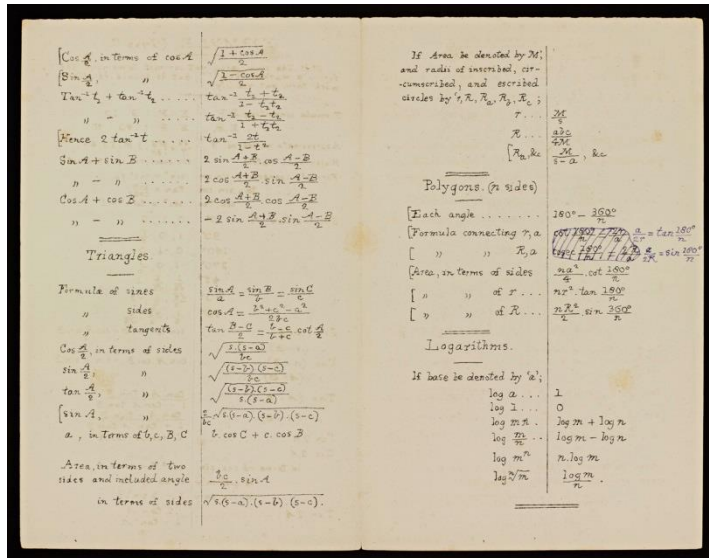 [Cos A/2, in terms of cos A √(1 + cos A / 2)
[Sin A/2, „ √(1 − cos A / 2)
Tan⁻¹ t₁ + tan⁻¹ t₂ ...... tan⁻¹ t₁ + t₂ / 1 − t₁t₂
„ − „ ...... tan⁻¹ t₁ − t₂ / 1 + t₁t₂
[Hence 2 tan⁻¹ t ...... tan⁻¹ 2t / 1 − t²
Sin A + sin B ...... 2 sin A+B/2 . cos A−B/2
„ − „ ...... 2 cos A+B/2 . sin A−B/2
Cos A + cos B ...... 2 cos A+B/2 . cos A−B/2
„ − „ ...... − 2 sin A+B/2 . sin A−B/2
Triangles.
Formula of sines sin A/a = sin B/b = sin C/c
„ sides cos A = b² + c² − a² / 2bc
„ tangents tan B−C/2 = b−c/b+c . cot A/2
Cos A/2, in terms of sides √(s.(s−a) / bc)
sin A/2, „ √((s−b).(s−c) / bc)
tan A/2, „ √((s−b).(s−c) / s.(s−a))
[sin A, „ 2/bc √(s.(s−a).(s−b).(s−c))
a, in terms of b, c, B, C b.cos C + c.cos B
Area, in terms of two
sides and included angle bc/2 . sin A
in terms of sides √(s.(s−a).(s−b).(s−c)).
If Area be denoted by 'M',
and radii of inscribed, cir-
-cumscribed, and escribed
circles by 'r, R, Rₐ, R_b, R_c';
r .... M/s
R .... abc/4M
[Rₐ, &c M/s−a, &c
Polygons. (n sides)
[Each angle ........ 180° − 360°/n
[Formula connecting r, a a/2r = tan 180°/n
[ „ „ R, a a/2R = sin 180°/n
[Area, in terms of sides na²/4 . cot 180°/n
[ „ „ of r .... nr² . tan 180°/n
[ „ „ of R .... nR²/2 . sin 360°/n
Logarithms.
If base be denoted by 'a';
log a .... 1
log 1 .... 0
log mn . log m + log n
log m/n .. log m − log n
log mⁿ n.log m
log ⁿ√m log m / n .